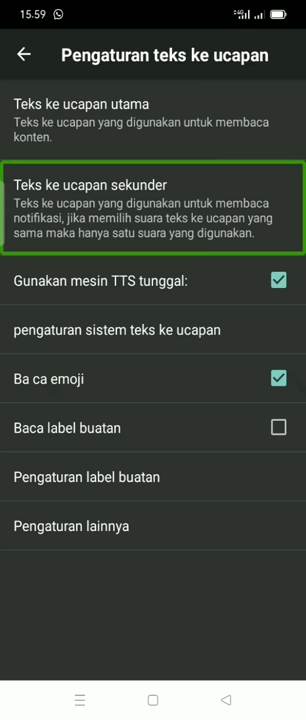 15.59
Pengaturan teks ke ucapan
Teks ke ucapan utama
Teks ke ucapan yang digunakan untuk membaca
konten.
Teks ke ucapan sekunder
Teks ke ucapan yang digunakan untuk membaca
notifikasi, jika memilih suara teks ke ucapan yang
sama maka hanya satu suara yang digunakan.
Gunakan mesin TTS tunggal:
pengaturan sistem teks ke ucapan
Ba ca emoji
Baca label buatan
Pengaturan label buatan
Pengaturan lainnya